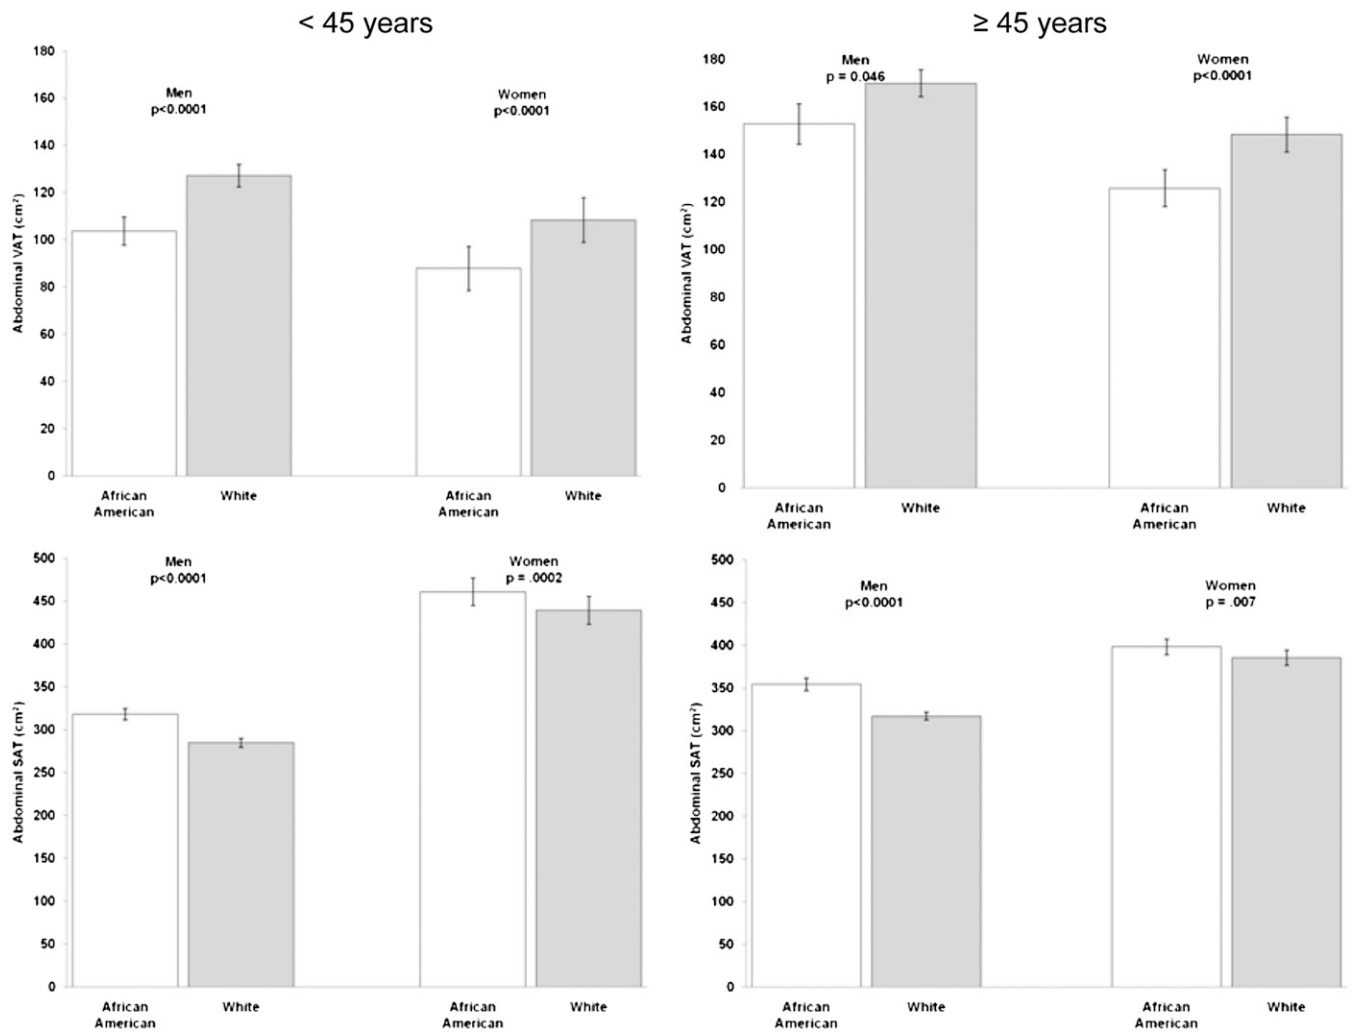 < 45 years
≥ 45 years
180
160
140
120
100
80
60
40
20
0
Abdominal VAT (cm²)
Men
p<0.0001
Women
p<0.0001
African
American
White
African
American
White
180
160
140
120
100
80
60
40
20
0
Abdominal VAT (cm²)
Men
p = 0.046
Women
p<0.0001
African
American
White
African
American
White
500
450
400
350
300
250
200
150
100
50
0
Abdominal SAT (cm²)
Men
p<0.0001
Women
p = .0002
African
American
White
African
American
White
500
450
400
350
300
250
200
150
100
50
0
Abdominal SAT (cm²)
Men
p<0.0001
Women
p = .007
African
American
White
African
American
White